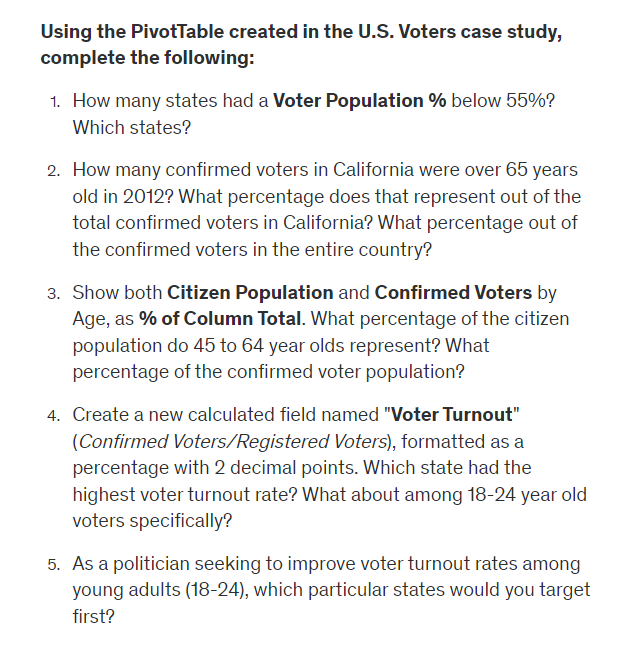 Using the PivotTable created in the U.S. Voters case study,
complete the following:
1. How many states had a Voter Population % below 55%?
Which states?
2. How many confirmed voters in California were over 65 years
old in 2012? What percentage does that represent out of the
total confirmed voters in California? What percentage out of
the confirmed voters in the entire country?
3. Show both Citizen Population and Confirmed Voters by
Age, as % of Column Total. What percentage of the citizen
population do 45 to 64 year olds represent? What
percentage of the confirmed voter population?
4. Create a new calculated field named "Voter Turnout"
(Confirmed Voters/Registered Voters), formatted as a
percentage with 2 decimal points. Which state had the
highest voter turnout rate? What about among 18-24 year old
voters specifically?
5. As a politician seeking to improve voter turnout rates among
young adults (18-24), which particular states would you target
first?